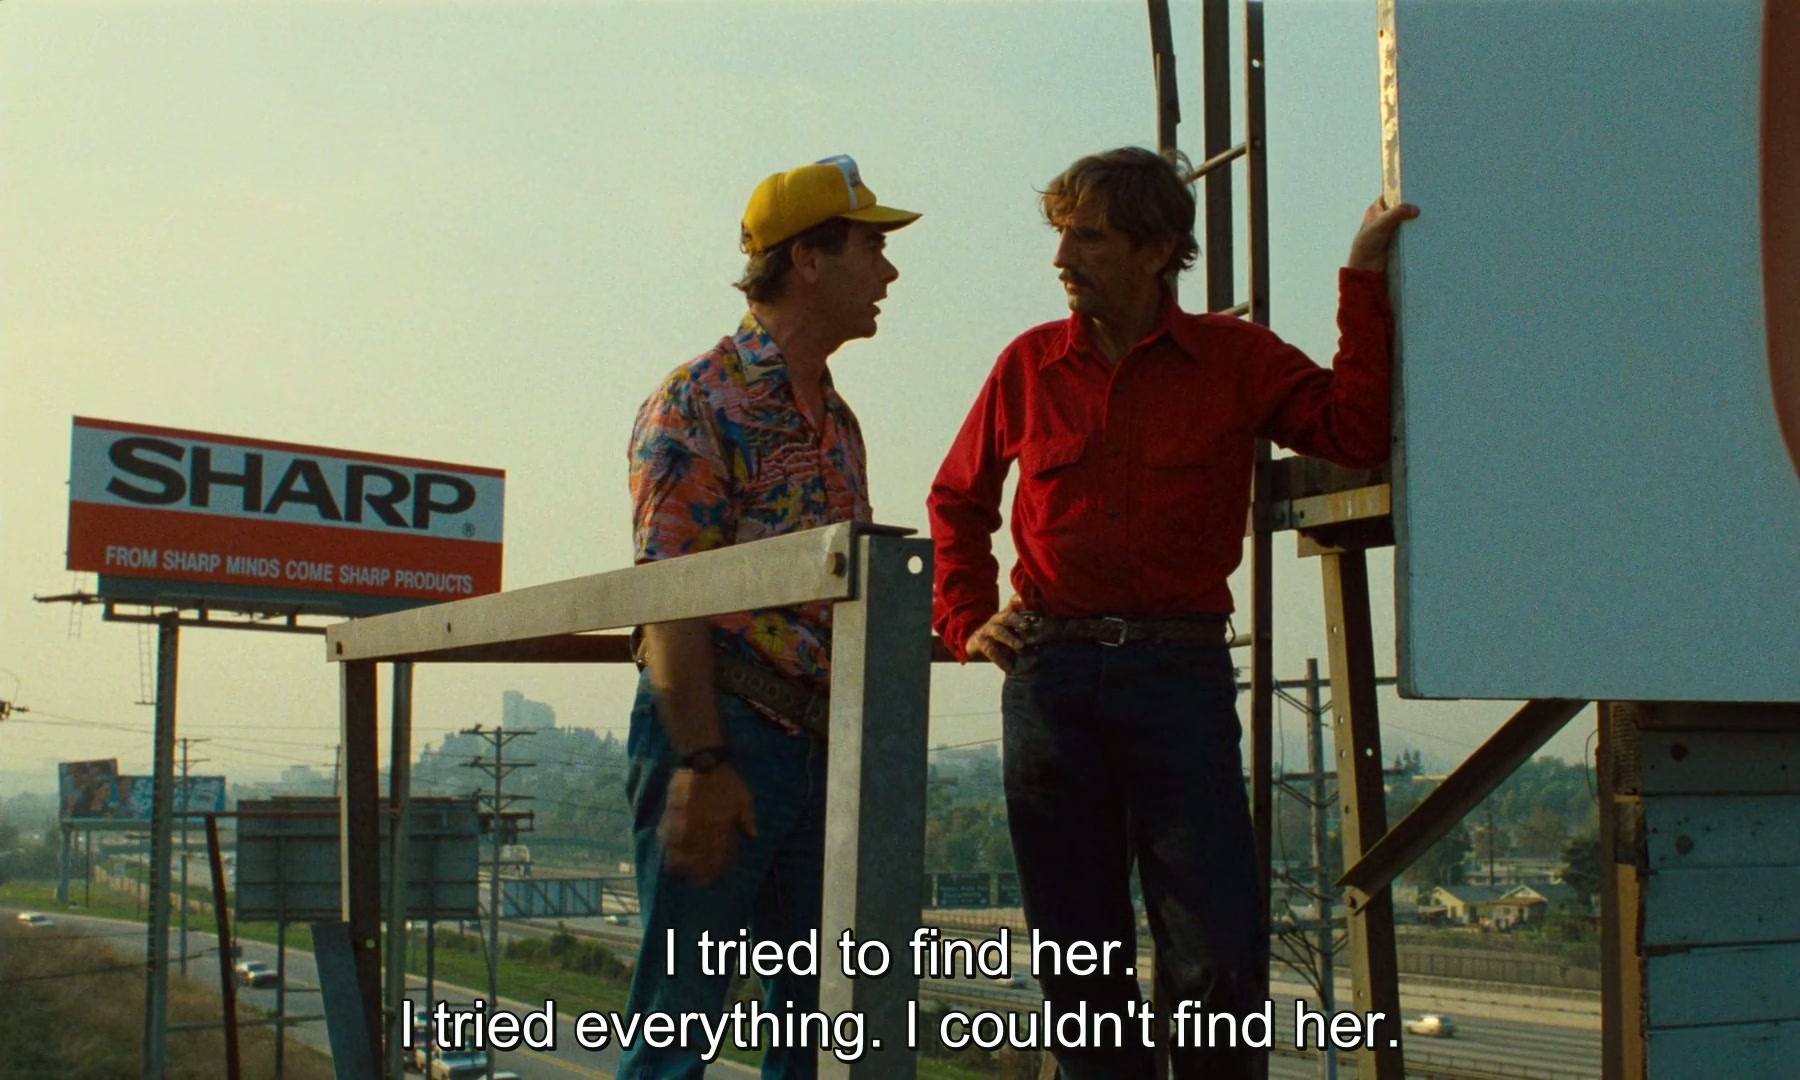 SHARP®
FROM SHARP MINDS COME SHARP PRODUCTS
I tried to find her.
I tried everything. I couldn't find her.